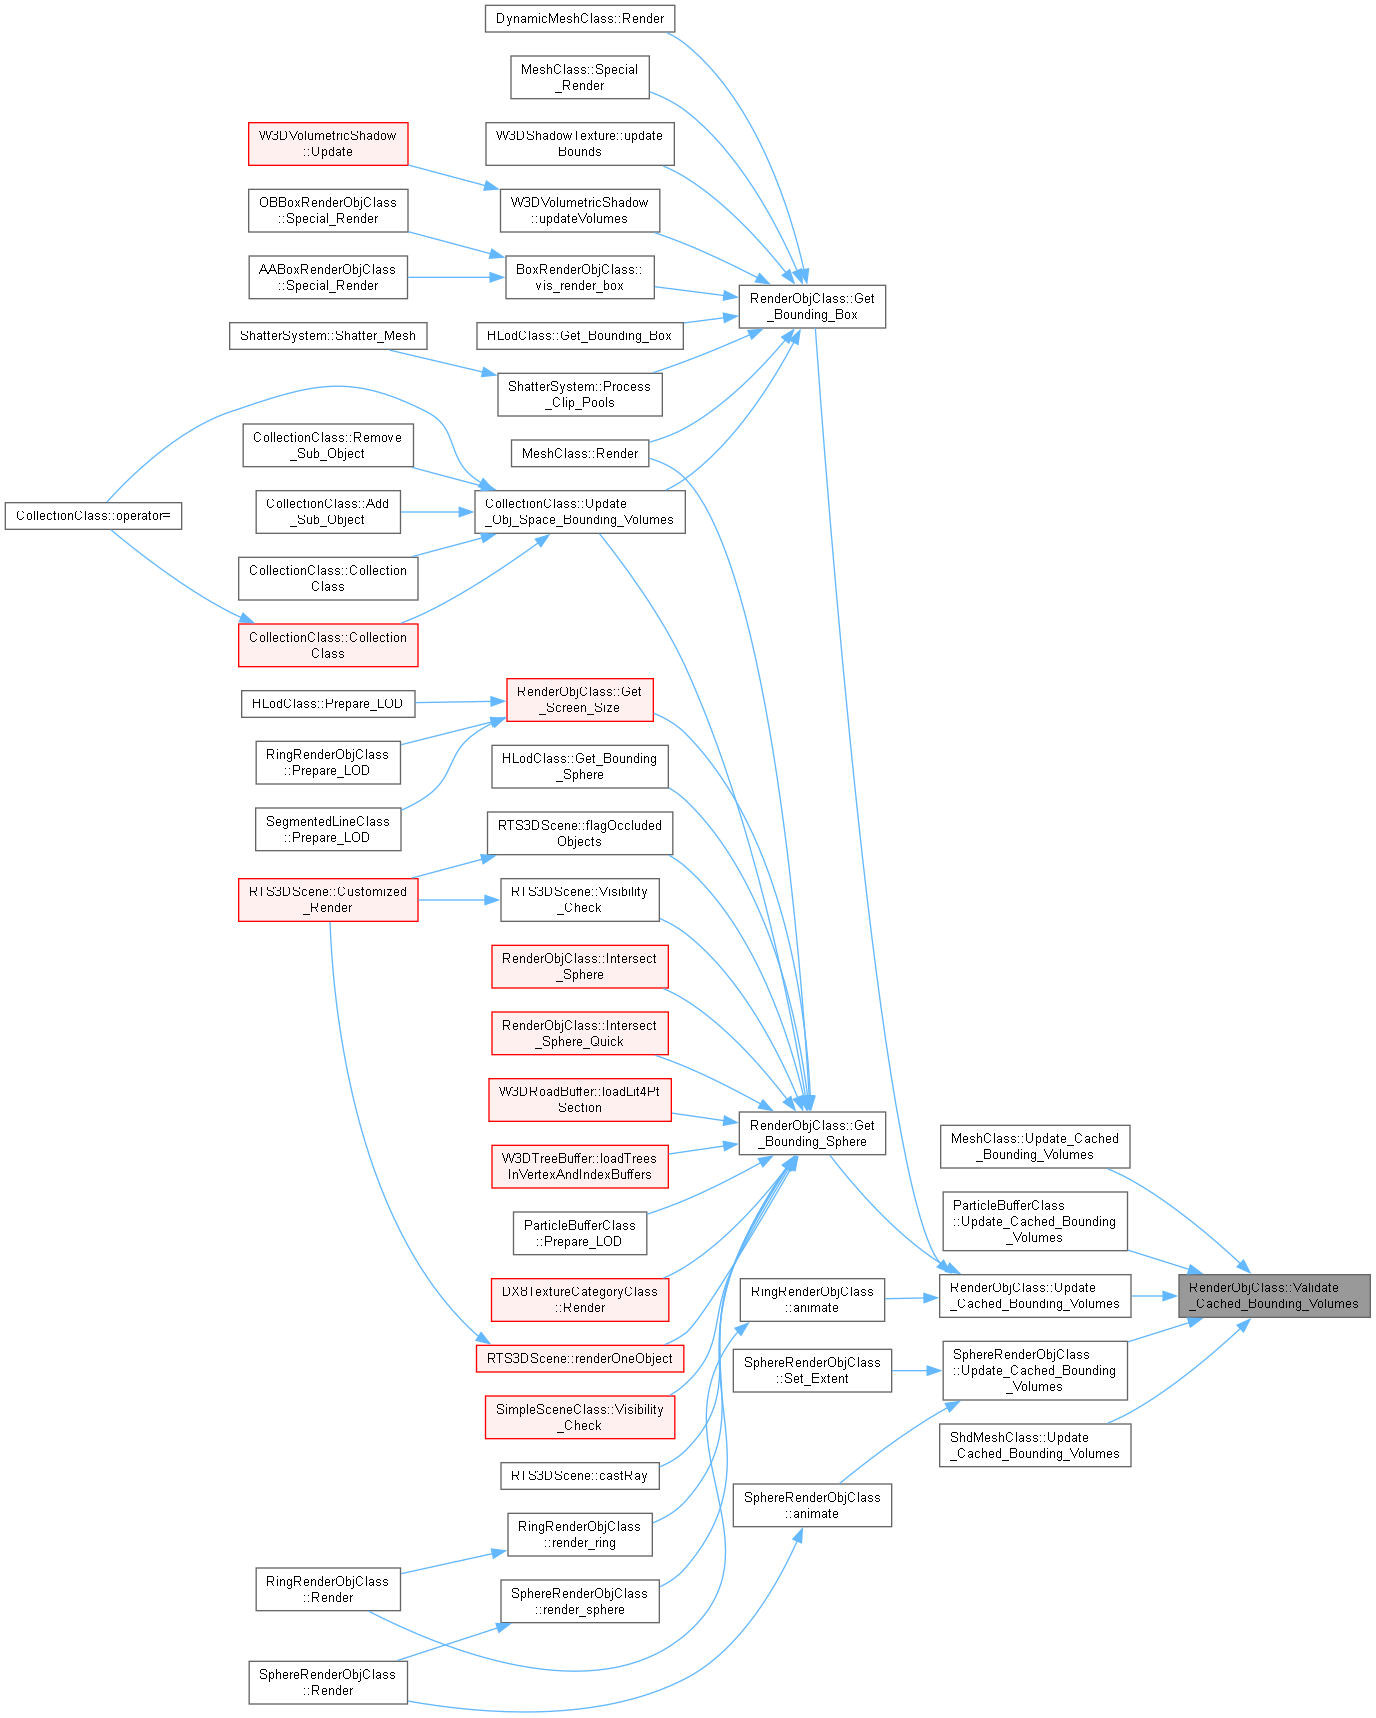 DynamicMeshClass::Render
MeshClass::Special
_Render
W3DShadowTexture::update
Bounds
W3DVolumetricShadow
::Update
W3DVolumetricShadow
::updateVolumes
OBBoxRenderObjClass
::Special_Render
AABoxRenderObjClass
::Special_Render
BoxRenderObjClass::
vis_render_box
RenderObjClass::Get
_Bounding_Box
HLodClass::Get_Bounding_Box
ShatterSystem::Shatter_Mesh
ShatterSystem::Process
_Clip_Pools
MeshClass::Render
CollectionClass::Remove
_Sub_Object
CollectionClass::Add
_Sub_Object
CollectionClass::Update
_Obj_Space_Bounding_Volumes
CollectionClass::operator=
CollectionClass::Collection
Class
CollectionClass::Collection
Class
RenderObjClass::Get
_Screen_Size
HLodClass::Prepare_LOD
RingRenderObjClass
::Prepare_LOD
HLodClass::Get_Bounding
_Sphere
SegmentedLineClass
::Prepare_LOD
RTS3DScene::flagOccluded
Objects
RTS3DScene::Customized
_Render
RTS3DScene::Visibility
_Check
RenderObjClass::Intersect
_Sphere
RenderObjClass::Intersect
_Sphere_Quick
W3DRoadBuffer::loadLit4Pt
Section
RenderObjClass::Get
_Bounding_Sphere
W3DTreeBuffer::loadTrees
InVertexAndIndexBuffers
MeshClass::Update_Cached
_Bounding_Volumes
ParticleBufferClass
::Prepare_LOD
ParticleBufferClass
::Update_Cached_Bounding
_Volumes
DX8TextureCategoryClass
::Render
RingRenderObjClass
::animate
RenderObjClass::Update
_Cached_Bounding_Volumes
RenderObjClass::Validate
_Cached_Bounding_Volumes
RTS3DScene::renderOneObject
SphereRenderObjClass
::Set_Extent
SphereRenderObjClass
::Update_Cached_Bounding
_Volumes
SimpleSceneClass::Visibility
_Check
ShdMeshClass::Update
_Cached_Bounding_Volumes
RTS3DScene::castRay
SphereRenderObjClass
::animate
RingRenderObjClass
::render_ring
RingRenderObjClass
::Render
SphereRenderObjClass
::render_sphere
SphereRenderObjClass
::Render